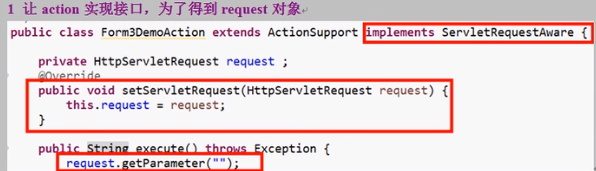 1 让 action 实现接口，为了得到 request 对象
public class Form3DemoAction extends ActionSupport implements ServletRequestAware {
private HttpServletRequest request ;
@Override
public void setServletRequest(HttpServletRequest request) {
this.request = request;
}
public String execute() throws Exception {
request.getParameter("");